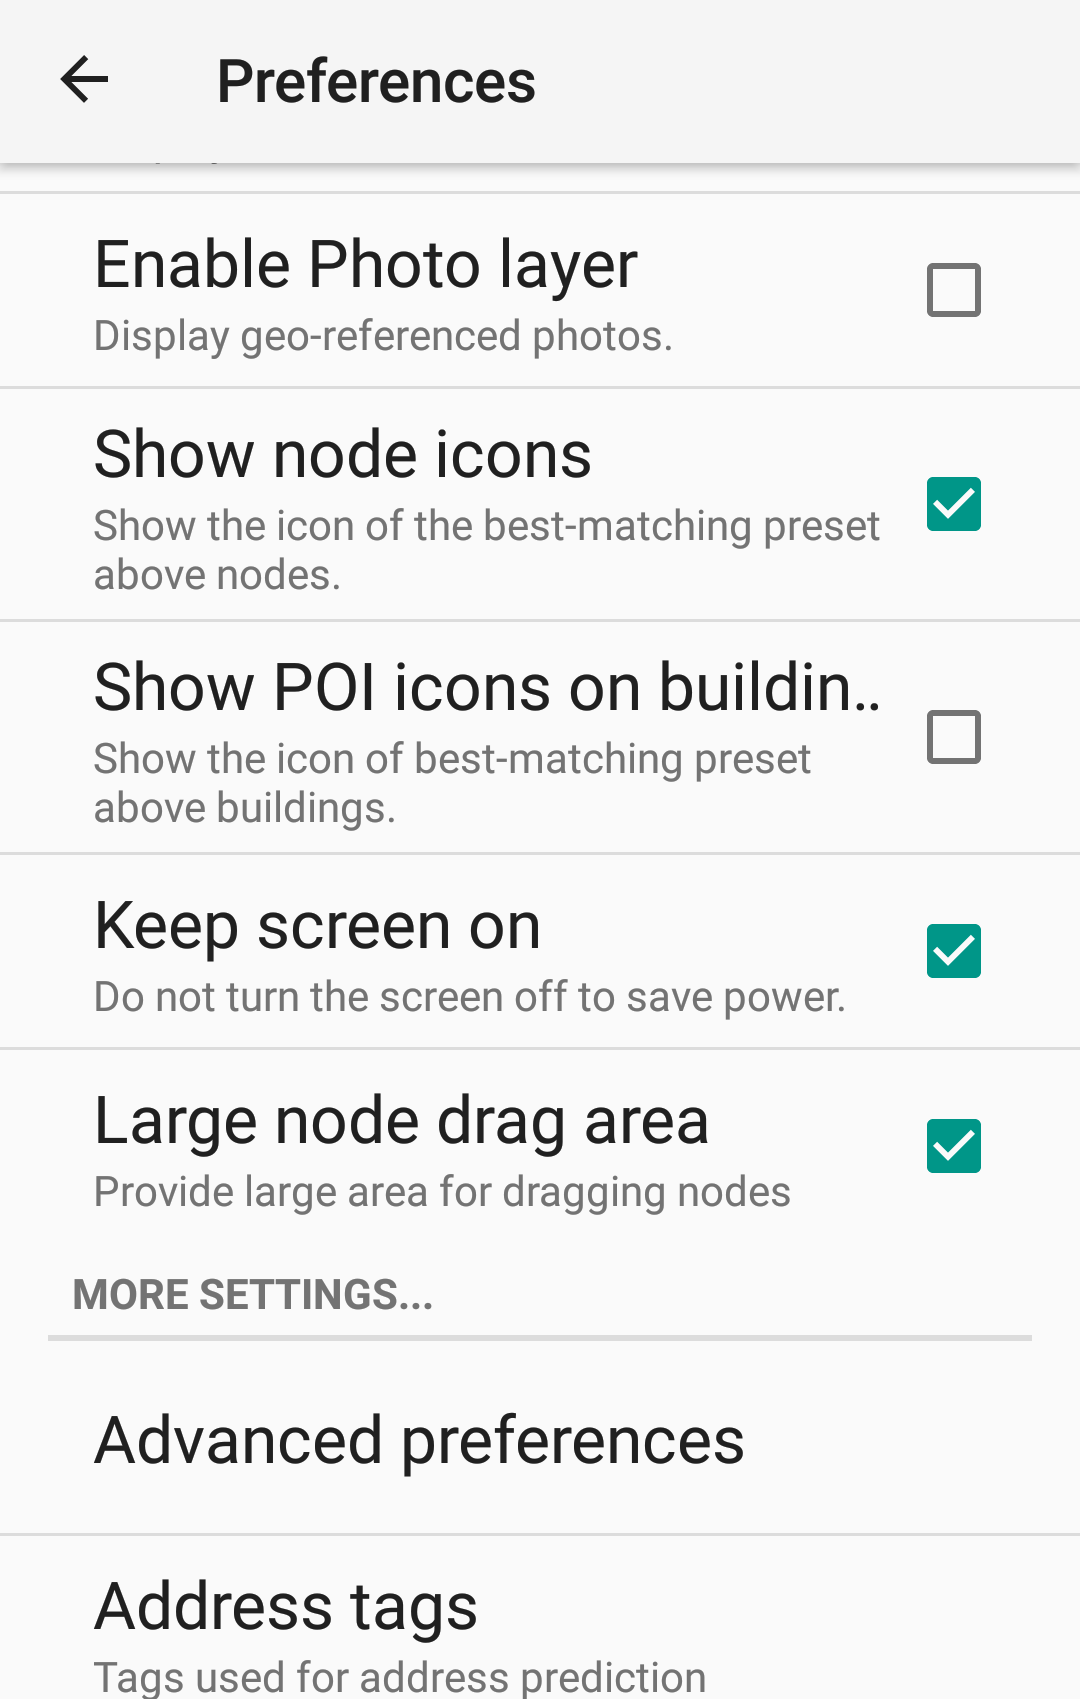 Preferences
Enable Photo layer
Display geo-referenced photos.
Show node icons
Show the icon of the best-matching preset
above nodes.
Show POI icons on buildin..
Show the icon of best-matching preset
above buildings.
Keep screen on
Do not turn the screen off to save power.
Large node drag area
Provide large area for dragging nodes
MORE SETTINGS...
Advanced preferences
Address tags
Tags used for address prediction